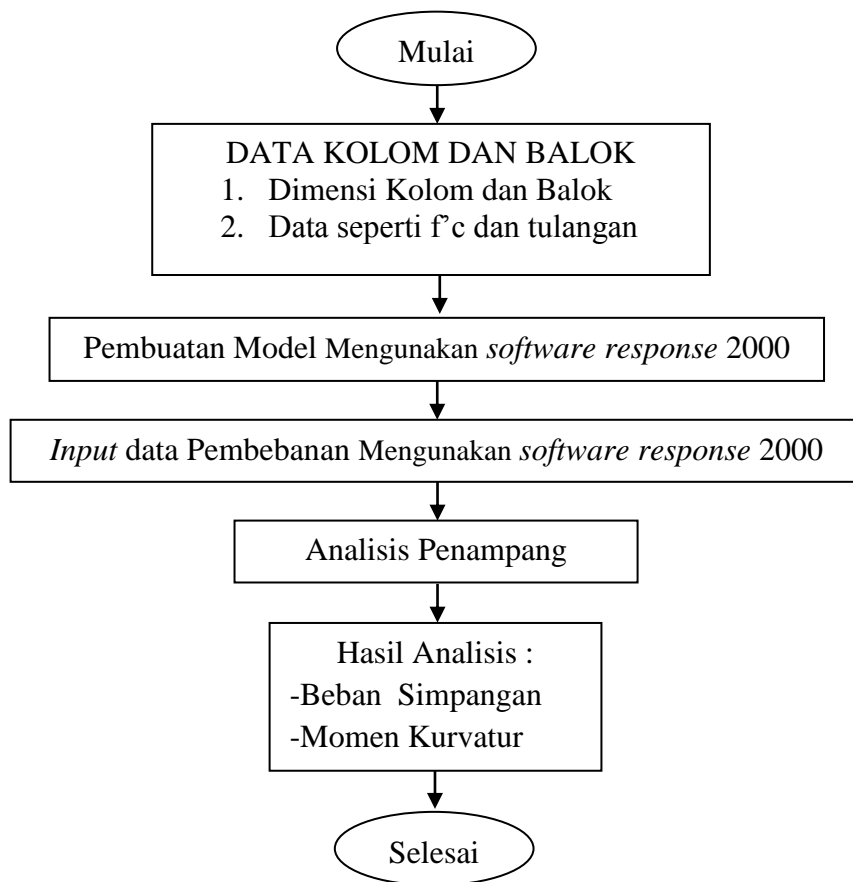 Mulai
DATA KOLOM DAN BALOK
1. Dimensi Kolom dan Balok
2. Data seperti f’c dan tulangan
Pembuatan Model Mengunakan software response 2000
Input data Pembebanan Mengunakan software response 2000
Analisis Penampang
Hasil Analisis :
-Beban Simpangan
-Momen Kurvatur
Selesai